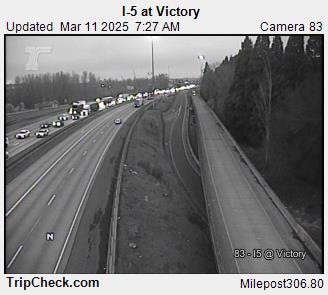 I-5 at Victory
Updated  Mar 11 2025  7:27 AM
Camera 83
T
N
83 - I5 @ Victory
TripCheck.com
Milepost306.80